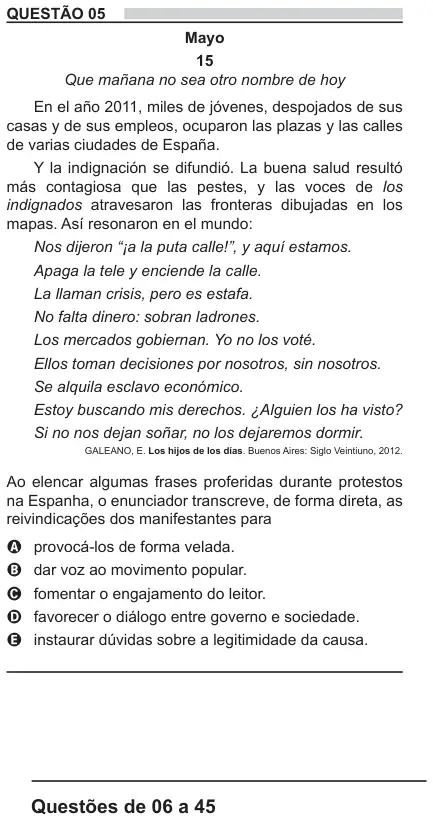 QUESTÃO 05
Mayo
15
Que mañana no sea otro nombre de hoy
En el año 2011, miles de jóvenes, despojados de sus
casas y de sus empleos, ocuparon las plazas y las calles
de varias ciudades de España.
Y la indignación se difundió. La buena salud resultó
más contagiosa que las pestes, y las voces de los
indignados atravesaron las fronteras dibujadas en los
mapas. Así resonaron en el mundo:
Nos dijeron “¡a la puta calle!”, y aquí estamos.
Apaga la tele y enciende la calle.
La llaman crisis, pero es estafa.
No falta dinero: sobran ladrones.
Los mercados gobiernan. Yo no los voté.
Ellos toman decisiones por nosotros, sin nosotros.
Se alquila esclavo económico.
Estoy buscando mis derechos. ¿Alguien los ha visto?
Si no nos dejan soñar, no los dejaremos dormir.
GALEANO, E. Los hijos de los días. Buenos Aires: Siglo Veintiuno, 2012.
Ao elencar algumas frases proferidas durante protestos
na Espanha, o enunciador transcreve, de forma direta, as
reivindicações dos manifestantes para
A provocá-los de forma velada.
B dar voz ao movimento popular.
C fomentar o engajamento do leitor.
D favorecer o diálogo entre governo e sociedade.
E instaurar dúvidas sobre a legitimidade da causa.
Questões de 06 a 45